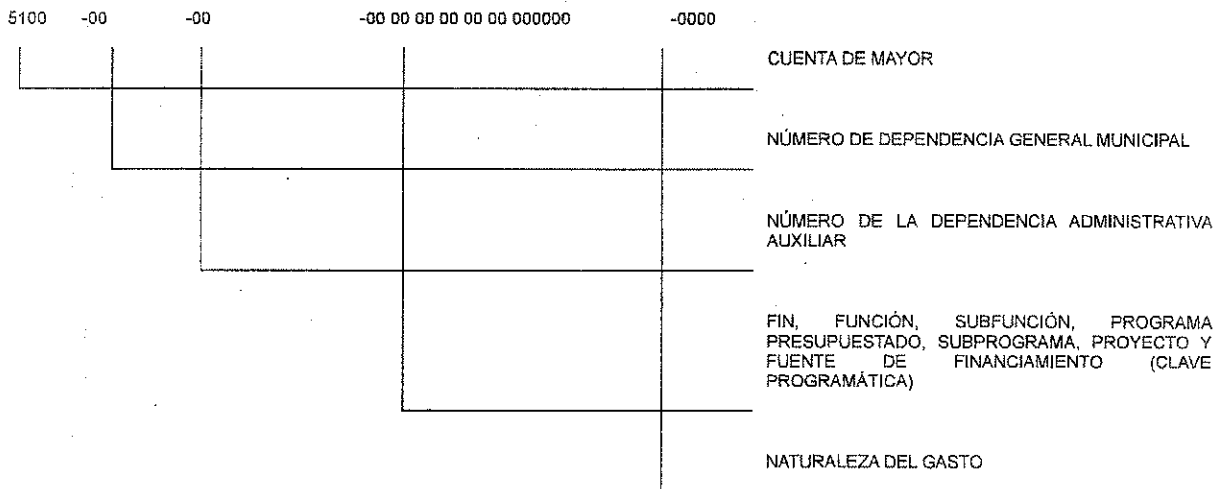 5100 -00 -00 -00 00 00 00 00 00 000000 -0000
CUENTA DE MAYOR
NÚMERO DE DEPENDENCIA GENERAL MUNICIPAL
NÚMERO DE LA DEPENDENCIA ADMINISTRATIVA
AUXILIAR
FIN, FUNCIÓN, SUBFUNCIÓN, PROGRAMA
PRESUPUESTADO, SUBPROGRAMA, PROYECTO Y
FUENTE DE FINANCIAMIENTO (CLAVE
PROGRAMÁTICA)
NATURALEZA DEL GASTO